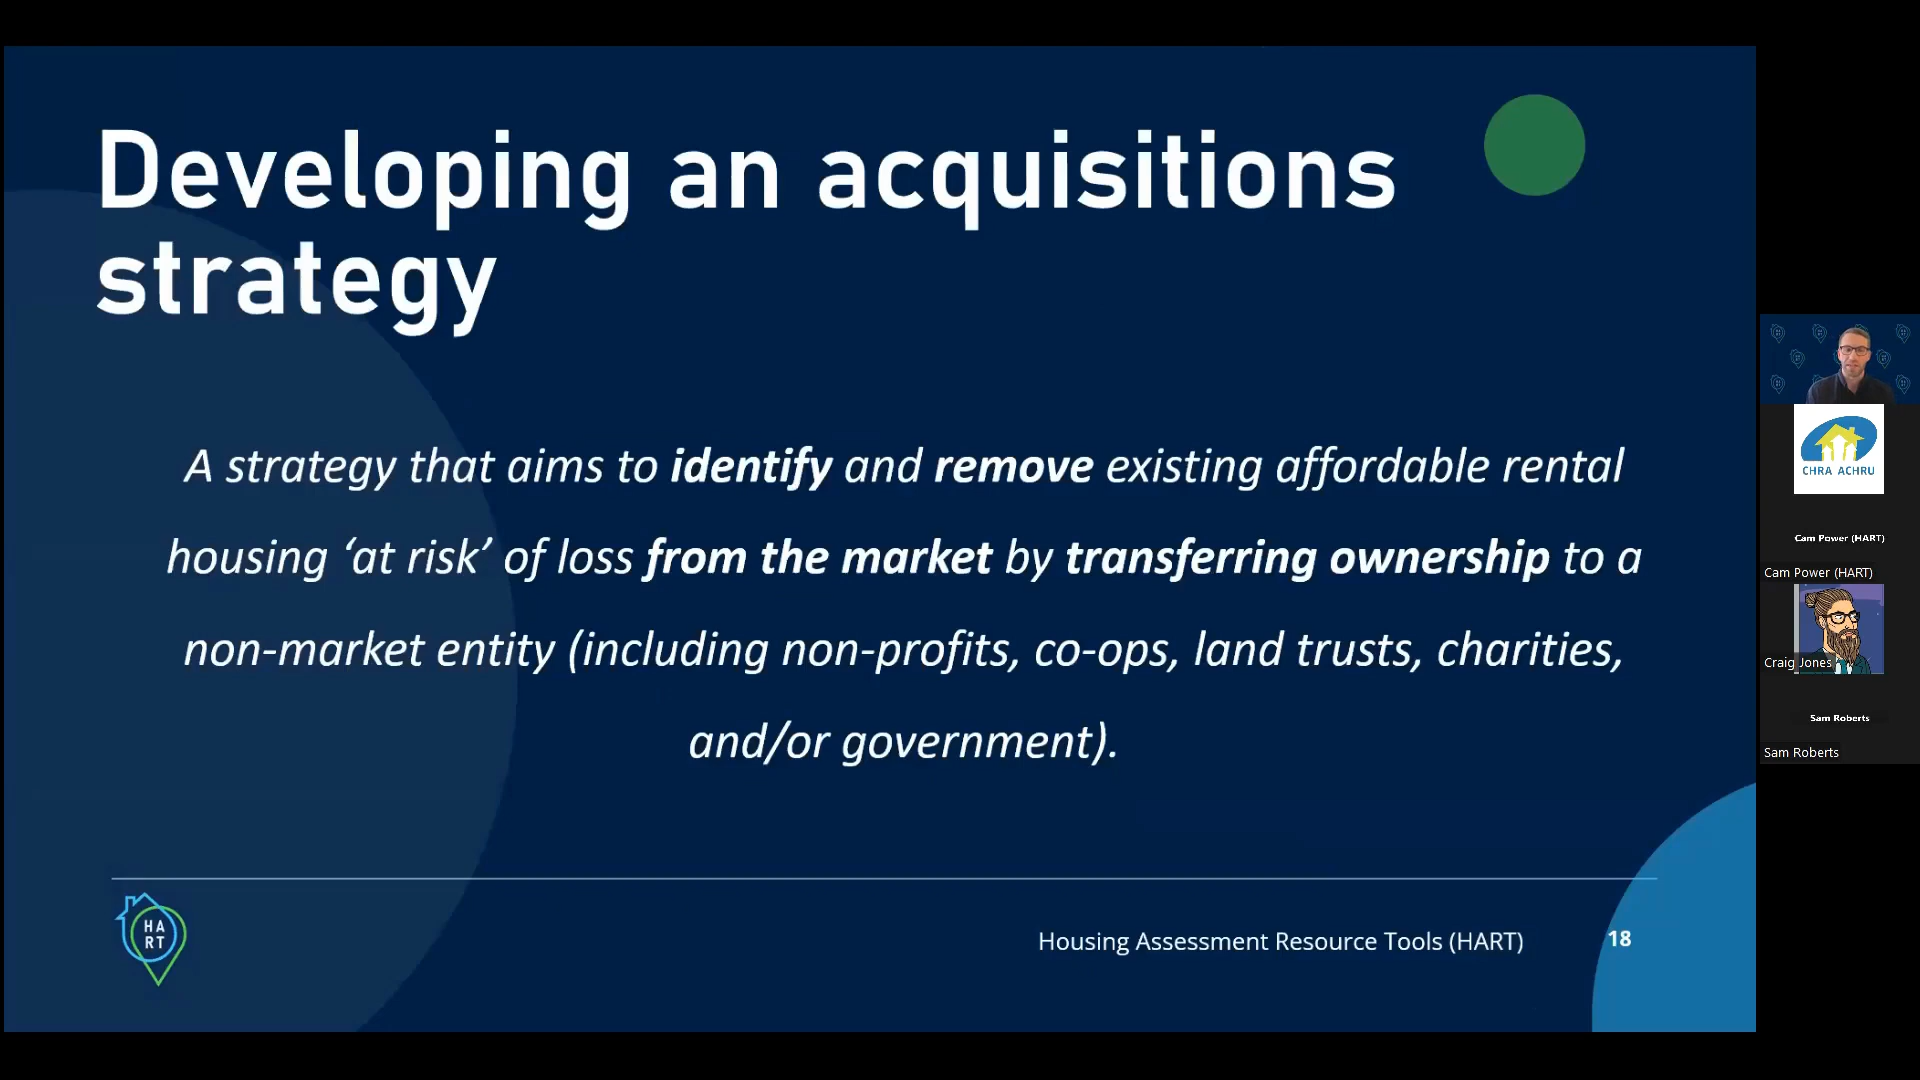 Developing an acquisitions
strategy
A strategy that aims to identify and remove existing affordable rental
housing ‘at risk’ of loss from the market by transferring ownership to a
non-market entity (including non-profits, co-ops, land trusts, charities,
and/or government).
HA
RT
Housing Assessment Resource Tools (HART)
18
CHRA ACHRU
Cam Power (HART)
Cam Power (HART)
Craig Jones
Sam Roberts
Sam Roberts